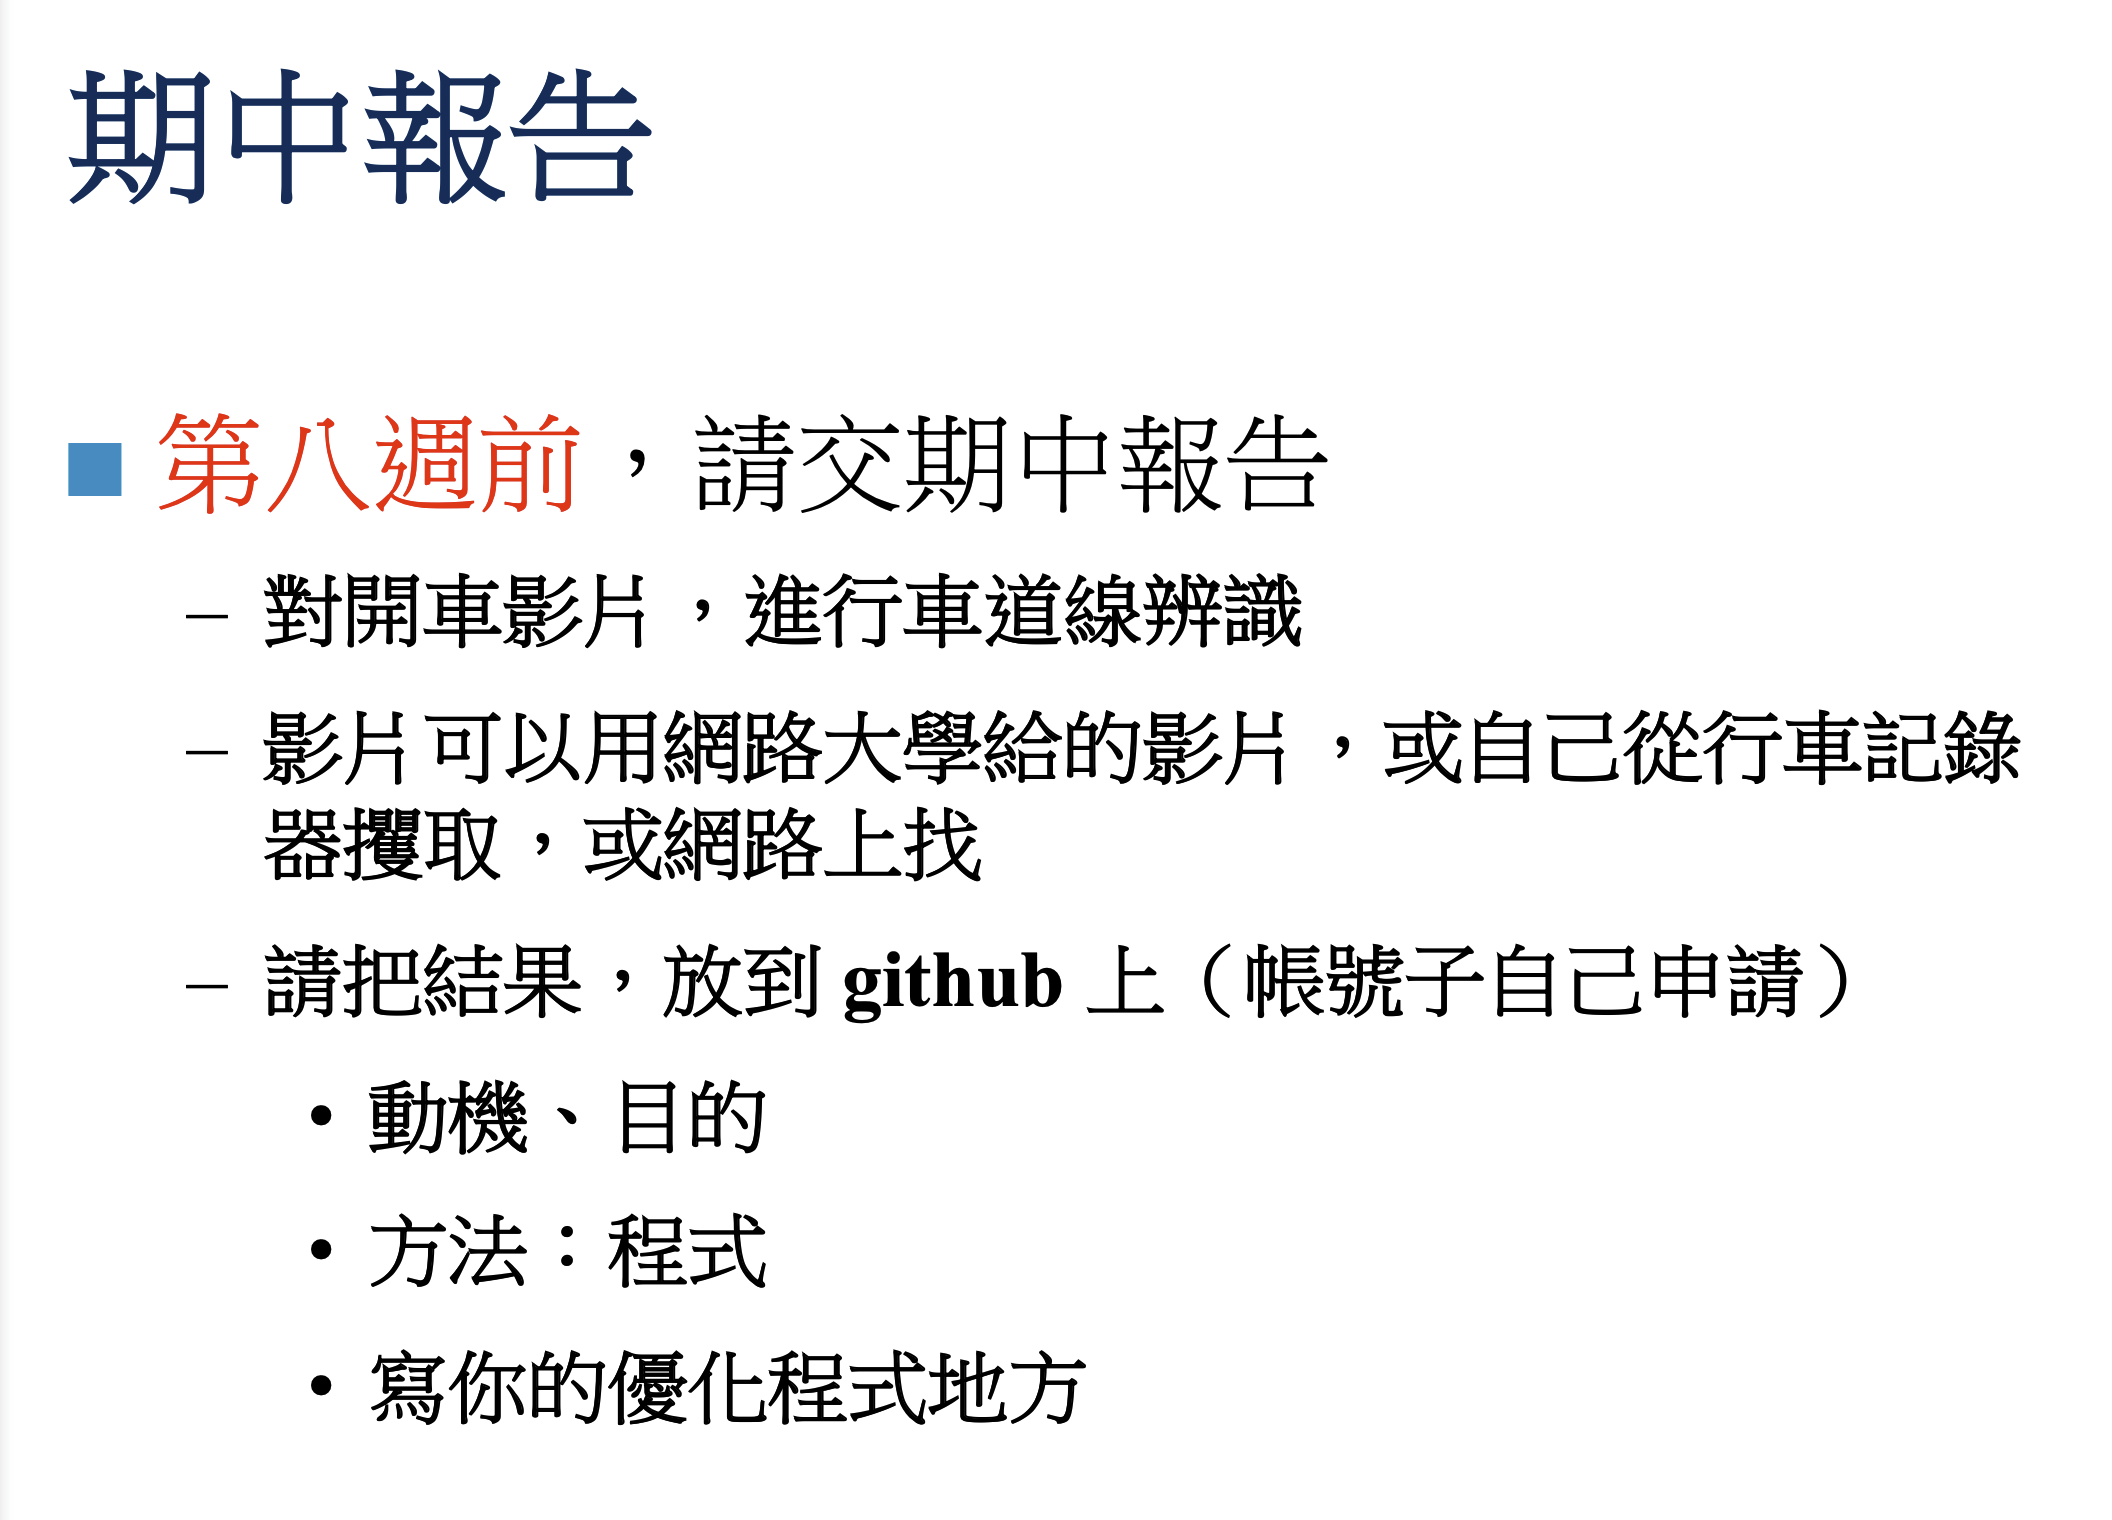 期中報告
■ 第八週前，請交期中報告
– 對開車影片，進行車道線辨識
– 影片可以用網路大學給的影片，或自己從行車記錄
器攫取，或網路上找
– 請把結果，放到 github 上（帳號子自己申請）
• 動機、目的
• 方法：程式
• 寫你的優化程式地方